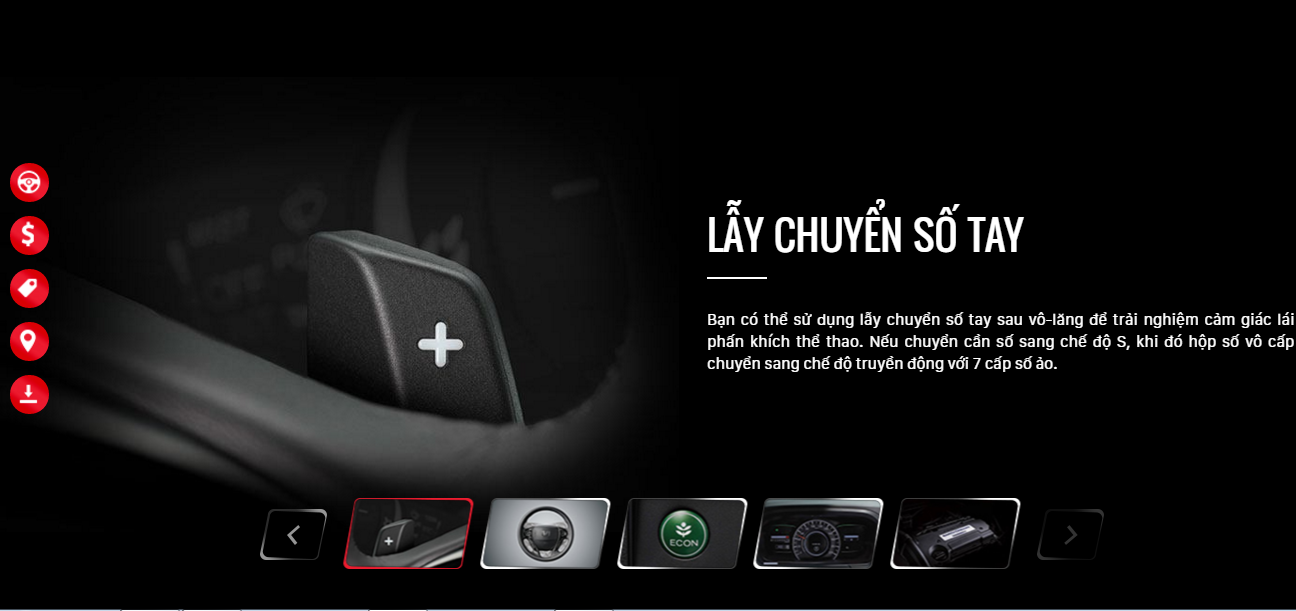 LẪY CHUYỂN SỐ TAY
Bạn có thể sử dụng lẫy chuyển số tay sau vô-lăng để trải nghiệm cảm giác lái
phấn khích thể thao. Nếu chuyển cần số sang chế độ S, khi đó hộp số vô cấp
chuyển sang chế độ truyền động với 7 cấp số ảo.
ECON